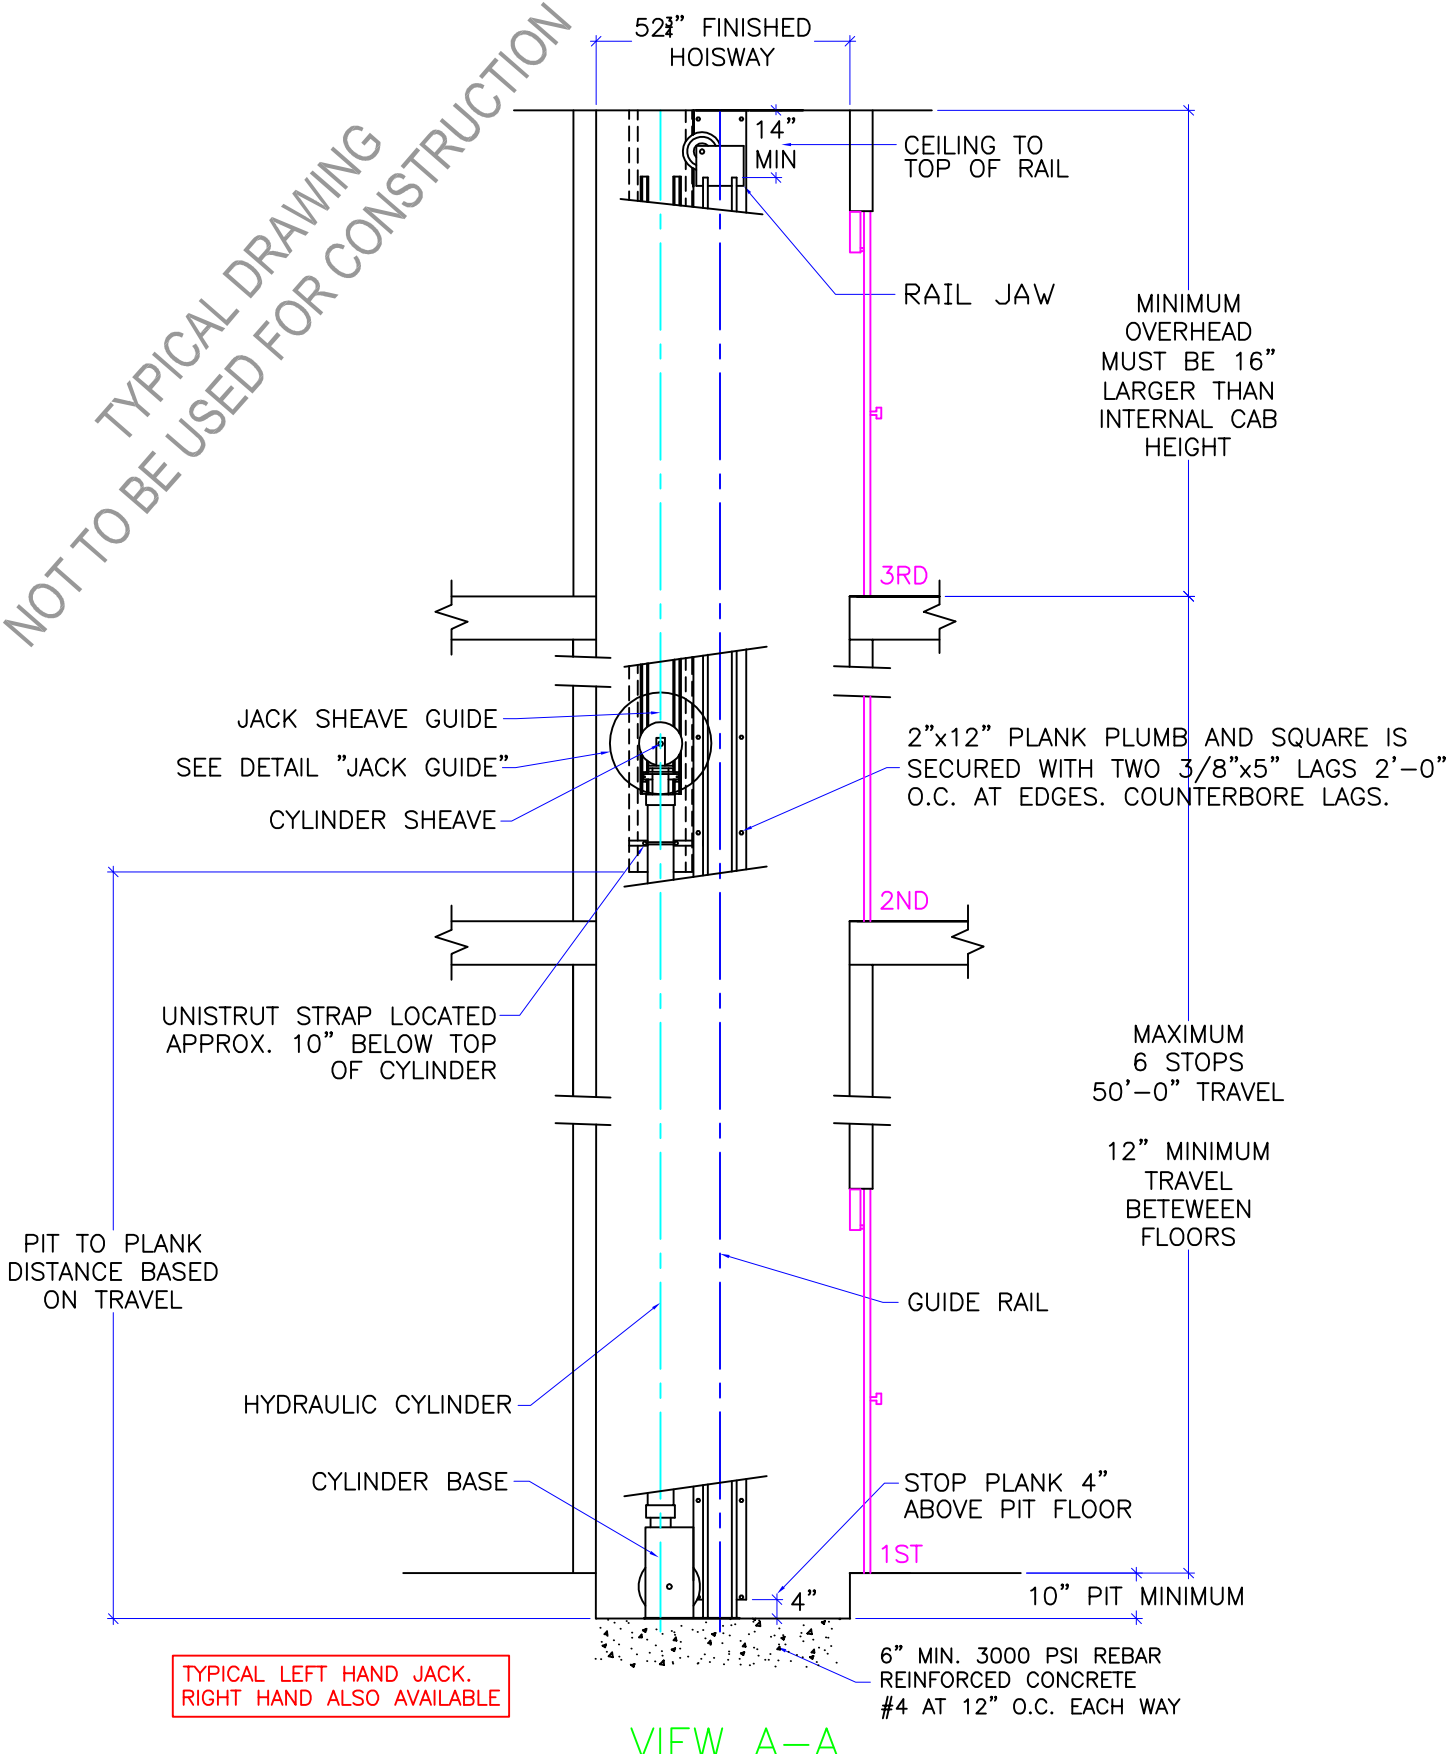 52¾” FINISHED
HOISWAY
TYPICAL DRAWING
NOT TO BE USED FOR CONSTRUCTION
14”
MIN
CEILING TO
TOP OF RAIL
RAIL JAW
MINIMUM
OVERHEAD
MUST BE 16”
LARGER THAN
INTERNAL CAB
HEIGHT
3RD
JACK SHEAVE GUIDE
SEE DETAIL ”JACK GUIDE”
CYLINDER SHEAVE
2”x12” PLANK PLUMB AND SQUARE IS
SECURED WITH TWO 3/8”x5” LAGS 2’-0”
O.C. AT EDGES. COUNTERBORE LAGS.
2ND
UNISTRUT STRAP LOCATED
APPROX. 10” BELOW TOP
OF CYLINDER
MAXIMUM
6 STOPS
50’-0” TRAVEL
12” MINIMUM
TRAVEL
BETEWEEN
FLOORS
PIT TO PLANK
DISTANCE BASED
ON TRAVEL
GUIDE RAIL
HYDRAULIC CYLINDER
CYLINDER BASE
STOP PLANK 4”
ABOVE PIT FLOOR
1ST
4”
10” PIT MINIMUM
6” MIN. 3000 PSI REBAR
REINFORCED CONCRETE
#4 AT 12” O.C. EACH WAY
TYPICAL LEFT HAND JACK.
RIGHT HAND ALSO AVAILABLE
VIEW A-A